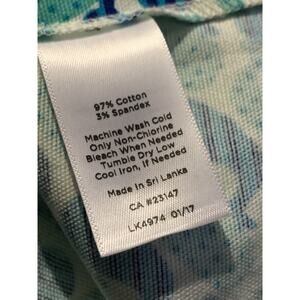 97% Cotton
3% Spandex
Machine Wash Cold
Only Non-Chlorine
Bleach When Needed
Tumble Dry Low
Cool Iron, If Needed
Made In Sri Lanka
CA #23147
LK4974 01/17